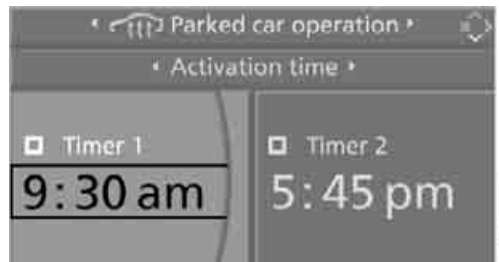 Parked car operation
Activation time
Timer 1
9:30 am
Timer 2
5:45 pm